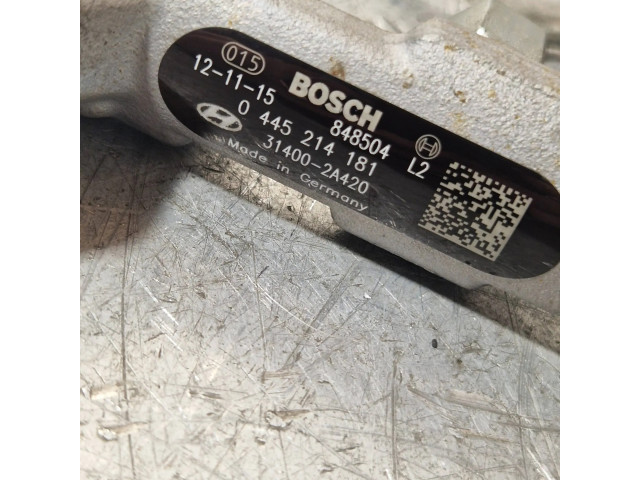 015
12-11-15
BOSCH
848504
0 445 214 181 L2
31400-2A420
Made in Germany